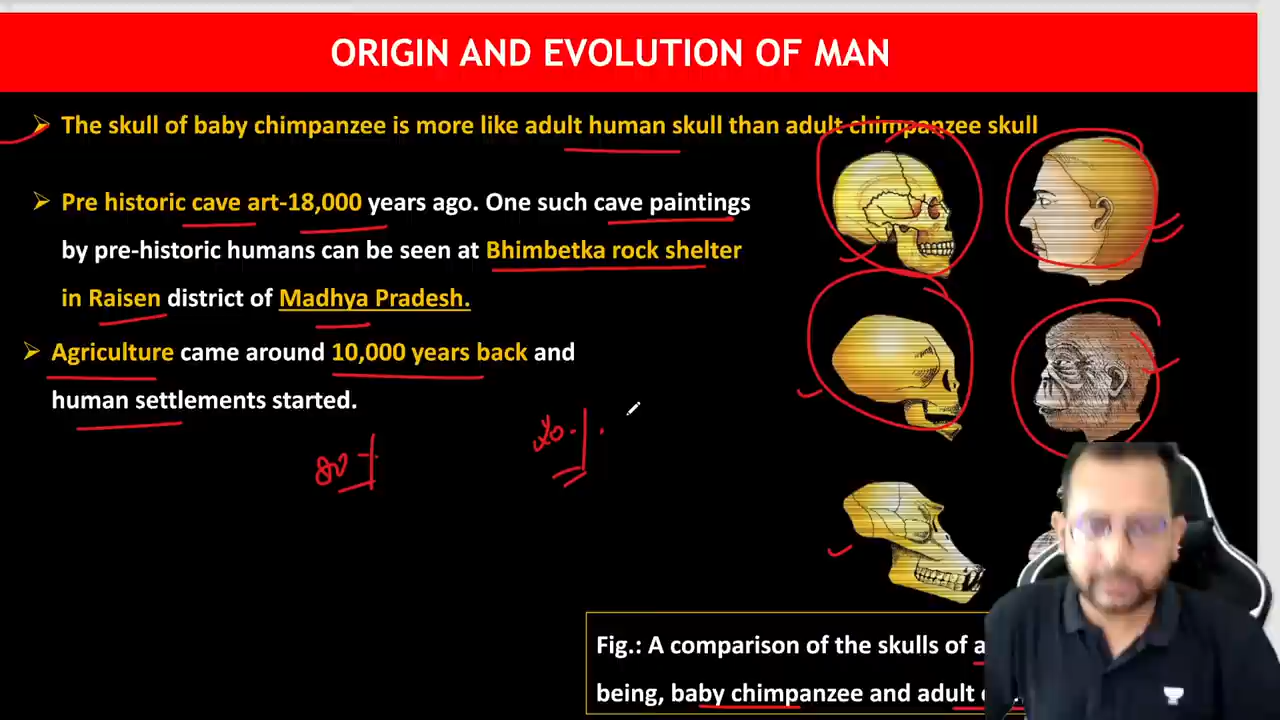 ORIGIN AND EVOLUTION OF MAN
➢ The skull of baby chimpanzee is more like adult human skull than adult chimpanzee skull
➢ Pre historic cave art-18,000 years ago. One such cave paintings
by pre-historic humans can be seen at Bhimbetka rock shelter
in Raisen district of Madhya Pradesh.
➢ Agriculture came around 10,000 years back and
human settlements started.
Fig.: A comparison of the skulls of
being, baby chimpanzee and adult